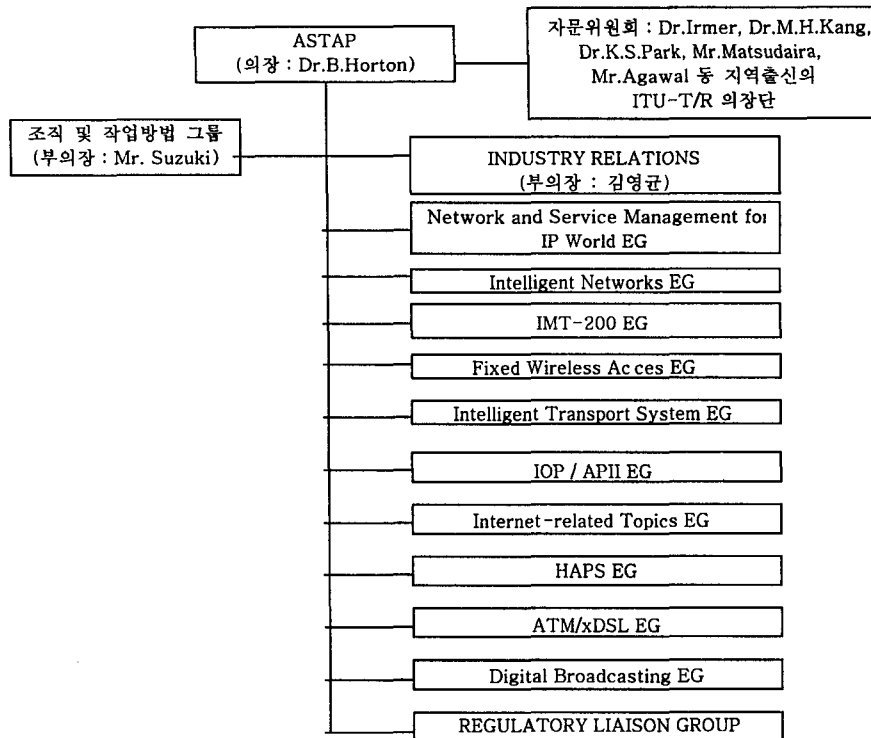 ASTAP
(의장 : Dr.B.Horton)
자문위원회 : Dr.Irmer, Dr.M.H.Kang,
Dr.K.S.Park, Mr.Matsudaira,
Mr.Agawal 등 지역출신의
ITU-T/R 의장단
조직 및 작업방법 그룹
(부의장 : Mr. Suzuki)
INDUSTRY RELATIONS
(부의장 : 김영균)
Network and Service Management for
IP World EG
Intelligent Networks EG
IMT-200 EG
Fixed Wireless Acces EG
Intelligent Transport System EG
IOP / APII EG
Internet-related Topics EG
HAPS EG
ATM/xDSL EG
Digital Broadcasting EG
REGULATORY LIAISON GROUP